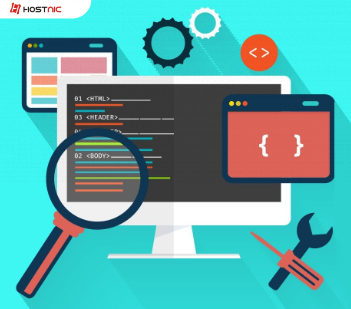 HOSTNIC
< >
01 <HTML>
03 <HEADER>
{ }
02 <BODY>